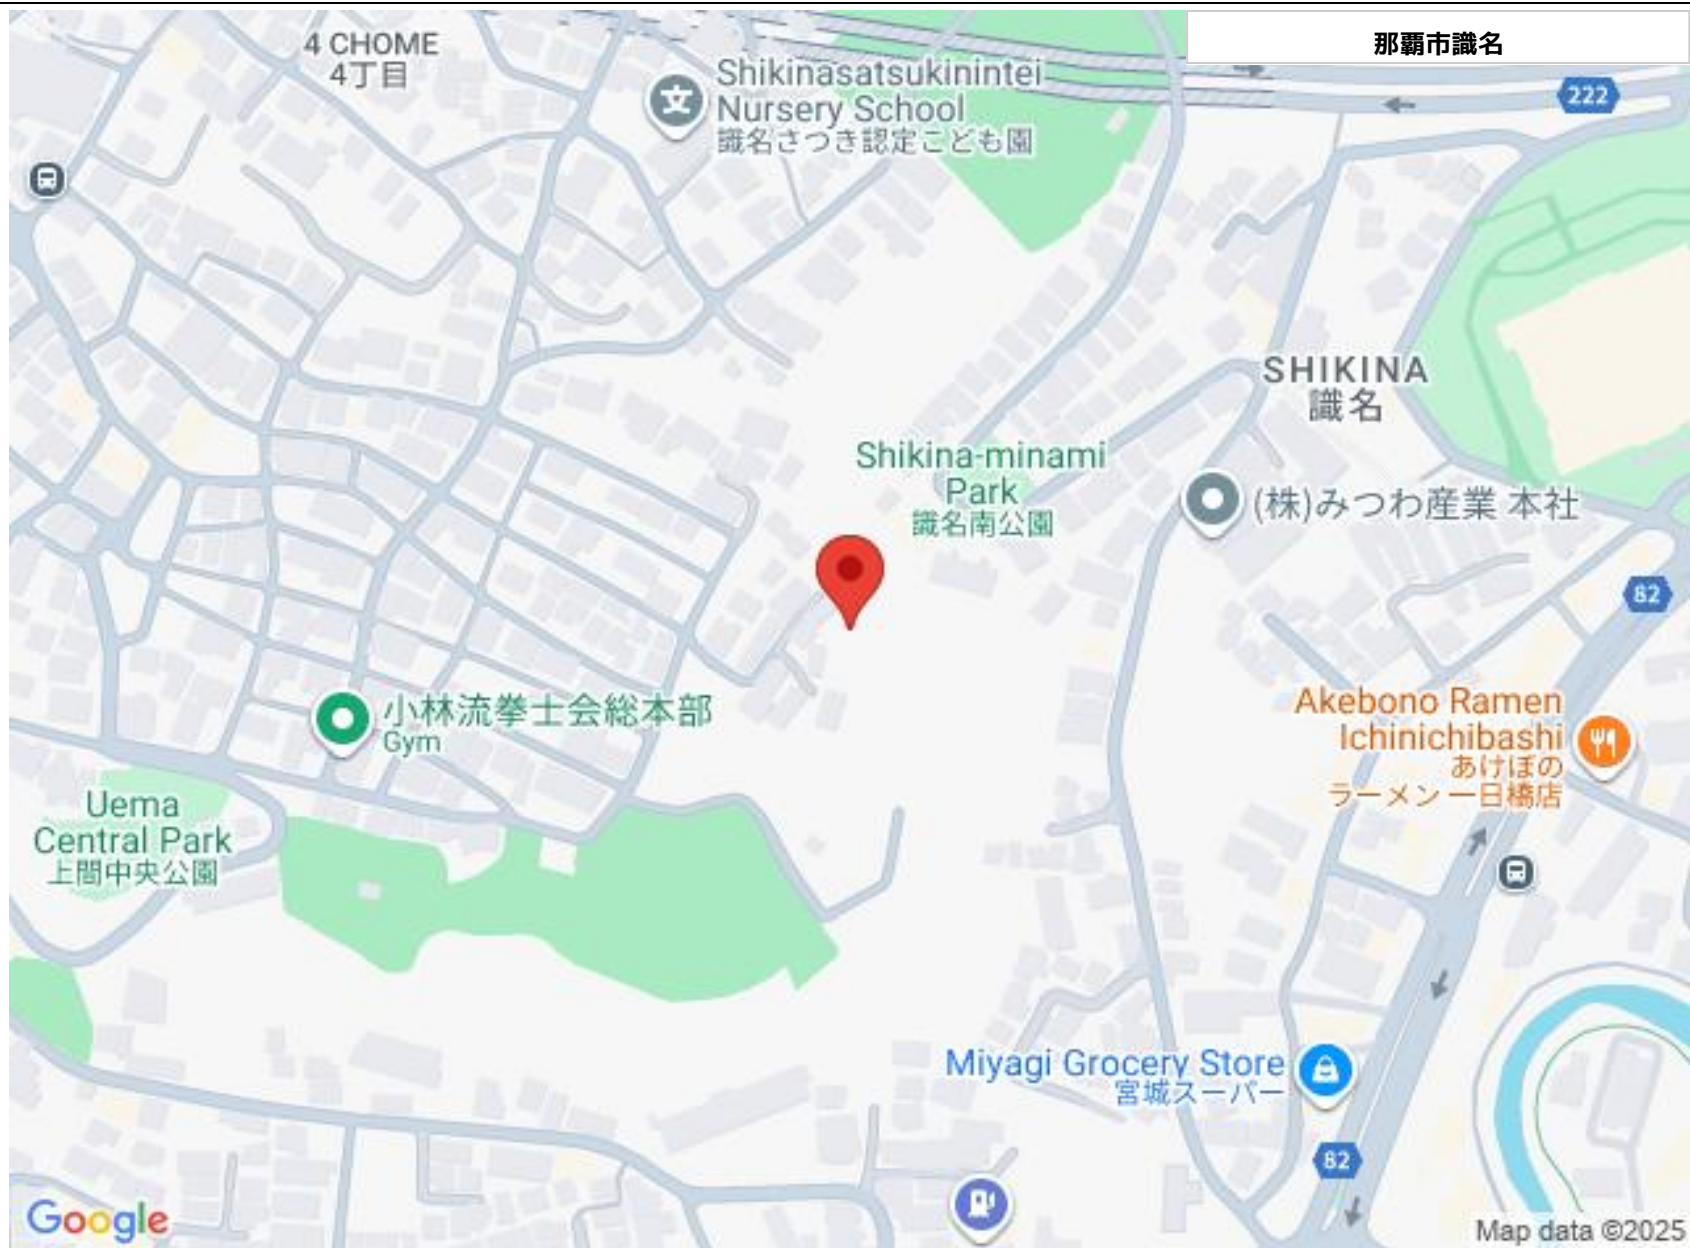 那覇市識名
4 CHOME
4丁目
Shikinasatsukinintei
Nursery School
識名さつき認定こども園
222
SHIKINA
識名
Shikina-minami
Park
識名南公園
(株)みつわ産業 本社
82
小林流拳士会総本部
Gym
Akebono Ramen
Ichinichibashi
あけぼの
ラーメン 一日橋店
Uema
Central Park
上間中央公園
Miyagi Grocery Store
宮城スーパー
82
Google
Map data ©2025